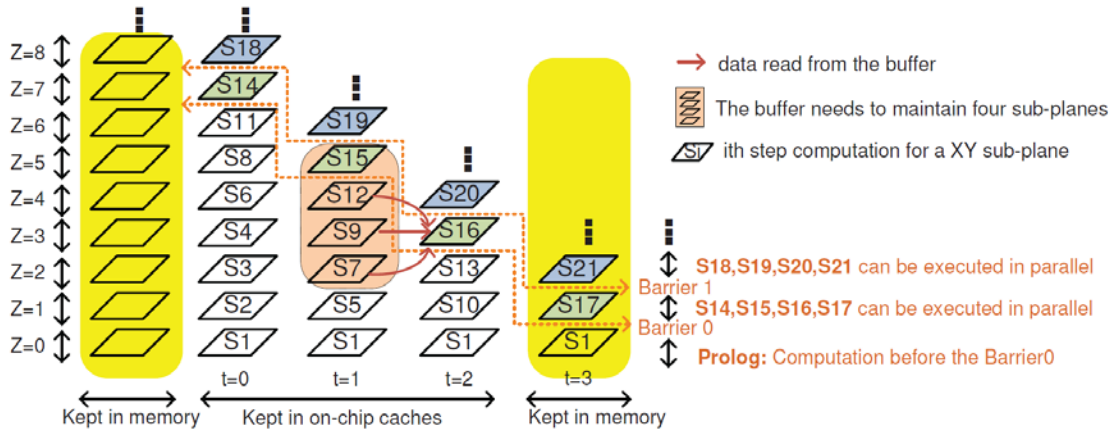 Z=8
S18
Z=7
S14
data read from the buffer
Z=6
S11
S19
The buffer needs to maintain four sub-planes
Z=5
S8
S15
Si
ith step computation for a XY sub-plane
Z=4
S6
S12
S20
Z=3
S4
S9
S16
Z=2
S3
S7
S13
S21
S18,S19,S20,S21 can be executed in parallel
Barrier 1
Z=1
S2
S5
S10
S17
S14,S15,S16,S17 can be executed in parallel
Barrier 0
Z=0
S1
S1
S1
S1
Prolog: Computation before the Barrier0
t=0
t=1
t=2
t=3
Kept in memory
Kept in on-chip caches
Kept in memory